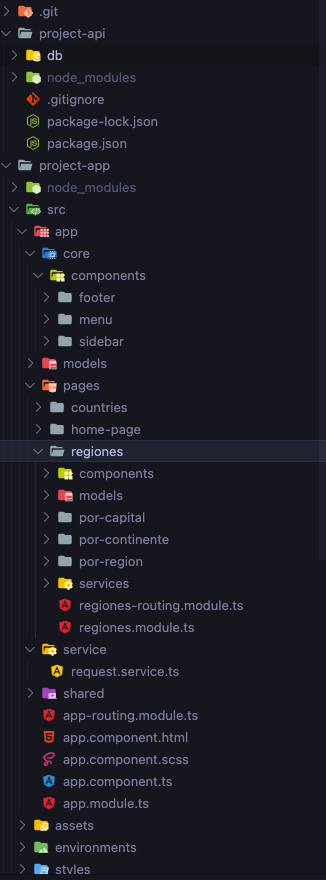 .git
project-api
db
node_modules
.gitignore
package-lock.json
package.json
project-app
node_modules
src
app
core
components
footer
menu
sidebar
models
pages
countries
home-page
regiones
components
models
por-capital
por-continente
por-region
services
regiones-routing.module.ts
regiones.module.ts
service
request.service.ts
shared
app-routing.module.ts
app.component.html
app.component.scss
app.component.ts
app.module.ts
assets
environments
styles